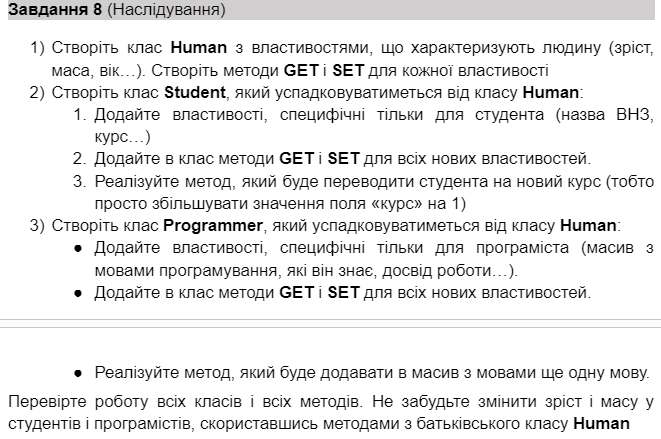 Завдання 8 (Наслідування)
1) Створіть клас Human з властивостями, що характеризують людину (зріст,
маса, вік…). Створіть методи GET і SET для кожної властивості
2) Створіть клас Student, який успадковуватиметься від класу Human:
1. Додайте властивості, специфічні тільки для студента (назва ВНЗ,
курс…)
2. Додайте в клас методи GET і SET для всіх нових властивостей.
3. Реалізуйте метод, який буде переводити студента на новий курс (тобто
просто збільшувати значення поля «курс» на 1)
3) Створіть клас Programmer, який успадковуватиметься від класу Human:
● Додайте властивості, специфічні тільки для програміста (масив з
мовами програмування, які він знає, досвід роботи…).
● Додайте в клас методи GET і SET для всіх нових властивостей.
● Реалізуйте метод, який буде додавати в масив з мовами ще одну мову.
Перевірте роботу всіх класів і всіх методів. Не забудьте змінити зріст і масу у
студентів і програмістів, скориставшись методами з батьківського класу Human